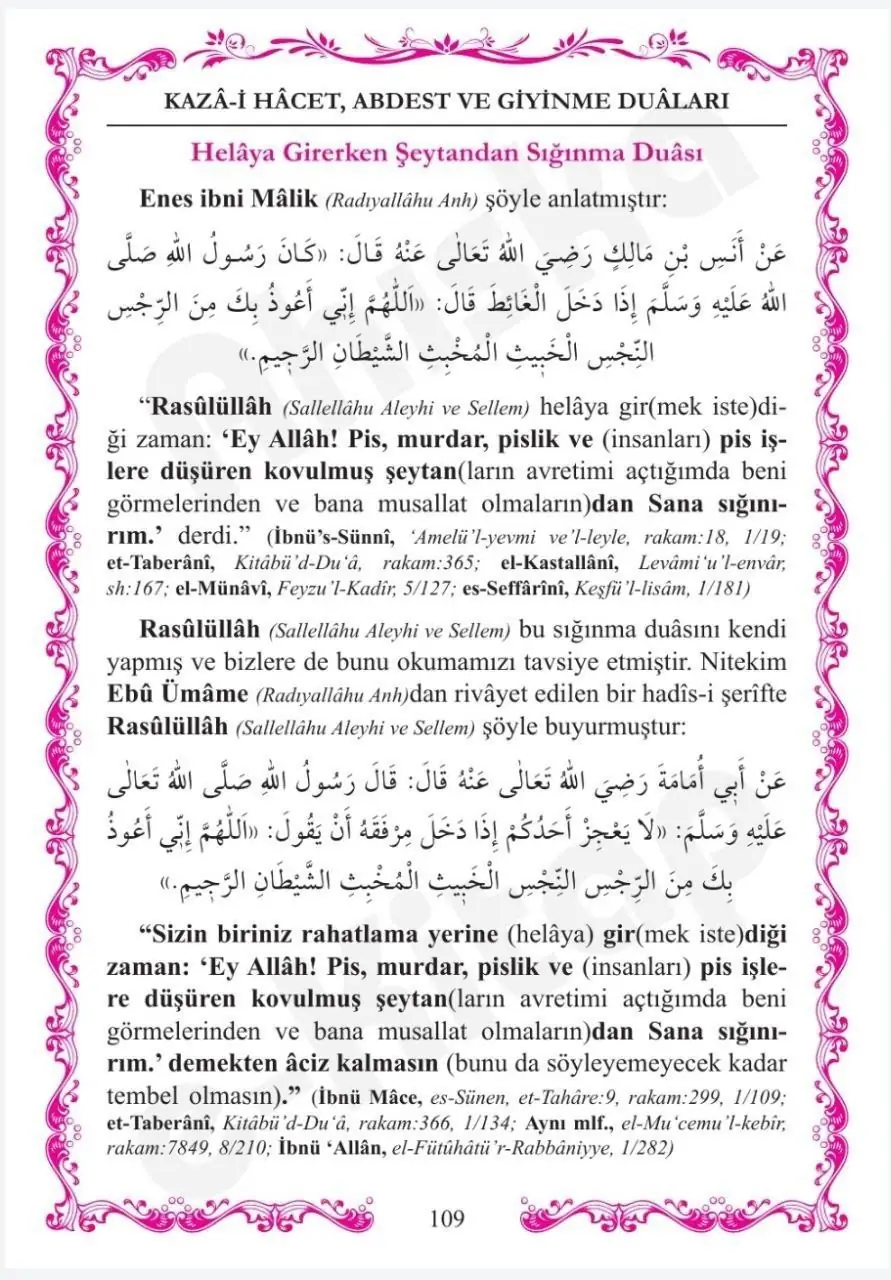 KAZÂ-İ HÂCET, ABDEST VE GİYİNME DUÂLARI
Helâya Girerken Şeytandan Sığınma Duâsı
Enes ibni Mâlik (Radıyallâhu Anh) şöyle anlatmıştır:
عَنْ أَنَسِ بْنِ مَالِكٍ رَضِيَ اللهُ تَعَالٰى عَنْهُ قَالَ: «كَانَ رَسُولُ اللهِ صَلَّى
اللهُ عَلَيْهِ وَسَلَّمَ إِذَا دَخَلَ الْغَائِطَ قَالَ: «اَللّٰهُمَّ إِنِّي أَعُوذُ بِكَ مِنَ الرِّجْسِ
النِّجْسِ الْخَبِيثِ الْمُخْبِثِ الشَّيْطَانِ الرَّجِيمِ.»
“Rasûlüllâh (Sallellâhu Aleyhi ve Sellem) helâya gir(mek iste)di-
ği zaman: ‘Ey Allâh! Pis, murdar, pislik ve (insanları) pis iş-
lere düşüren kovulmuş şeytan(ların avretimi açtığımda beni
görmelerinden ve bana musallat olmaların)dan Sana sığını-
rım.’ derdi.” (İbnü’s-Sünnî, ‘Amelü’l-yevmi ve’l-leyle, rakam:18, 1/19;
et-Taberânî, Kitâbü’d-Du‘â, rakam:365; el-Kastallânî, Levâmi‘u’l-envâr,
sh:167; el-Münâvî, Feyzu’l-Kadîr, 5/127; es-Seffârînî, Keşfü’l-lisâm, 1/181)
Rasûlüllâh (Sallellâhu Aleyhi ve Sellem) bu sığınma duâsını kendi
yapmış ve bizlere de bunu okumamızı tavsiye etmiştir. Nitekim
Ebû Ümâme (Radıyallâhu Anh)dan rivâyet edilen bir hadîs-i şerîfte
Rasûlüllâh (Sallellâhu Aleyhi ve Sellem) şöyle buyurmuştur:
عَنْ أَبِي أُمَامَةَ رَضِيَ اللهُ تَعَالٰى عَنْهُ قَالَ: قَالَ رَسُولُ اللهِ صَلَّى اللهُ تَعَالٰى
عَلَيْهِ وَسَلَّمَ: «لَا يَعْجِزْ أَحَدُكُمْ إِذَا دَخَلَ مِرْفَقَهُ أَنْ يَقُولَ: «اَللّٰهُمَّ إِنِّي أَعُوذُ
بِكَ مِنَ الرِّجْسِ النِّجْسِ الْخَبِيثِ الْمُخْبِثِ الشَّيْطَانِ الرَّجِيمِ.»
“Sizin biriniz rahatlama yerine (helâya) gir(mek iste)diği
zaman: ‘Ey Allâh! Pis, murdar, pislik ve (insanları) pis işle-
re düşüren kovulmuş şeytan(ların avretimi açtığımda beni
görmelerinden ve bana musallat olmaların)dan Sana sığını-
rım.’ demekten âciz kalmasın (bunu da söyleyemeyecek kadar
tembel olmasın).” (İbnü Mâce, es-Sünen, et-Tahâre:9, rakam:299, 1/109;
et-Taberânî, Kitâbü’d-Du‘â, rakam:366, 1/134; Aynı mlf., el-Mu‘cemu’l-kebîr,
rakam:7849, 8/210; İbnü ‘Allân, el-Fütûhâtü’r-Rabbâniyye, 1/282)
109